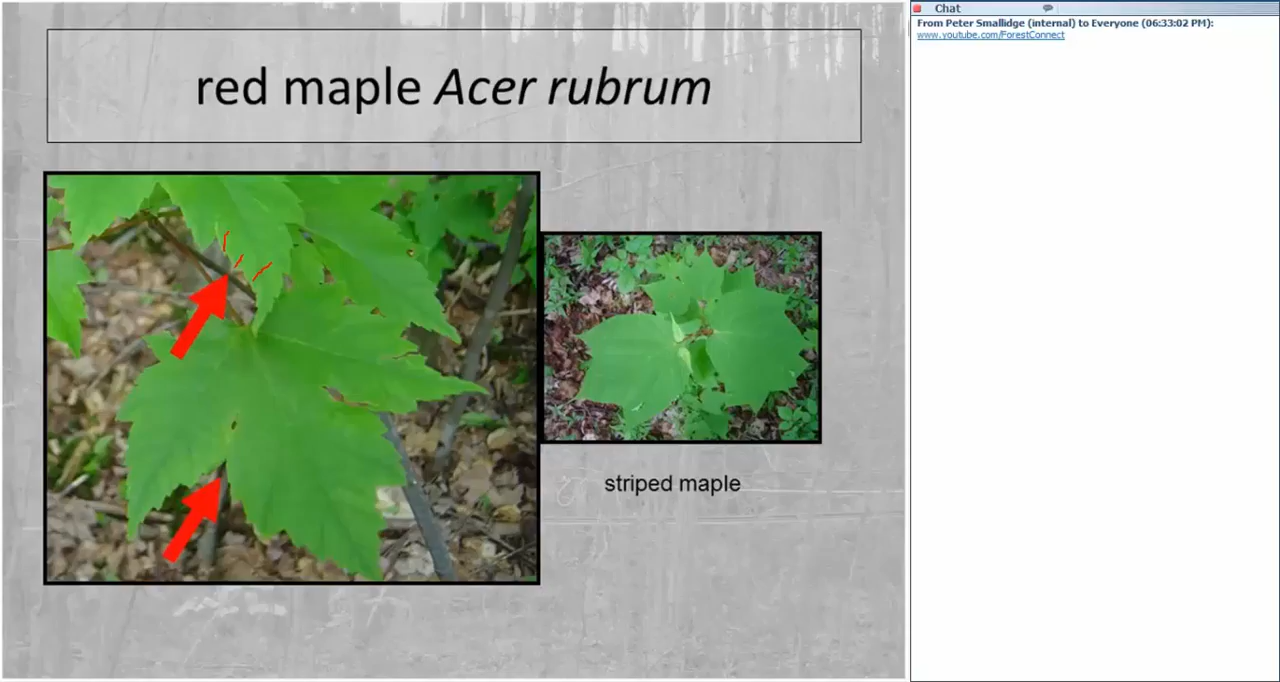 red maple Acer rubrum
striped maple
Chat
From Peter Smallidge (internal) to Everyone (06:33:02 PM):
www.youtube.com/ForestConnect